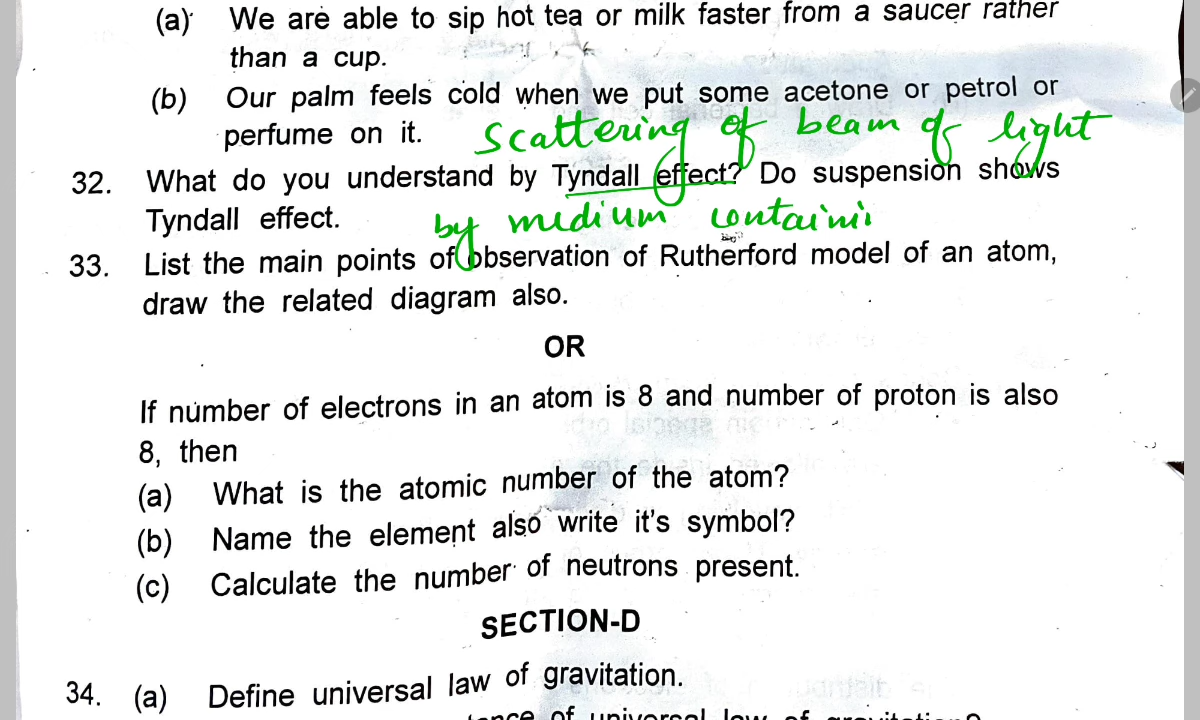 (a) We are able to sip hot tea or milk faster from a saucer rather
than a cup.
(b) Our palm feels cold when we put some acetone or petrol or
perfume on it.
Scattering of beam of light
32. What do you understand by Tyndall effect? Do suspension shows
Tyndall effect.
by medium containi
33. List the main points of observation of Rutherford model of an atom,
draw the related diagram also.
OR
If number of electrons in an atom is 8 and number of proton is also
8, then
(a) What is the atomic number of the atom?
(b) Name the element also write it's symbol?
(c) Calculate the number of neutrons present.
SECTION-D
34. (a) Define universal law of gravitation.
of universal law of gravitation?